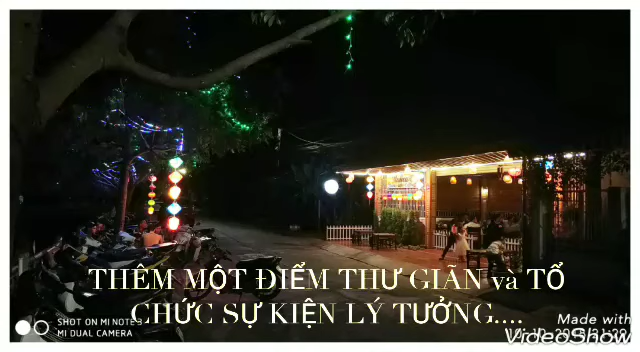 THÊM MỘT ĐIỂM THƯ GIÃN và TỔ
CHỨC SỰ KIỆN LÝ TƯỞNG....
SHOT ON MI NOTE 3
MI DUAL CAMERA
Made with
VideoShow